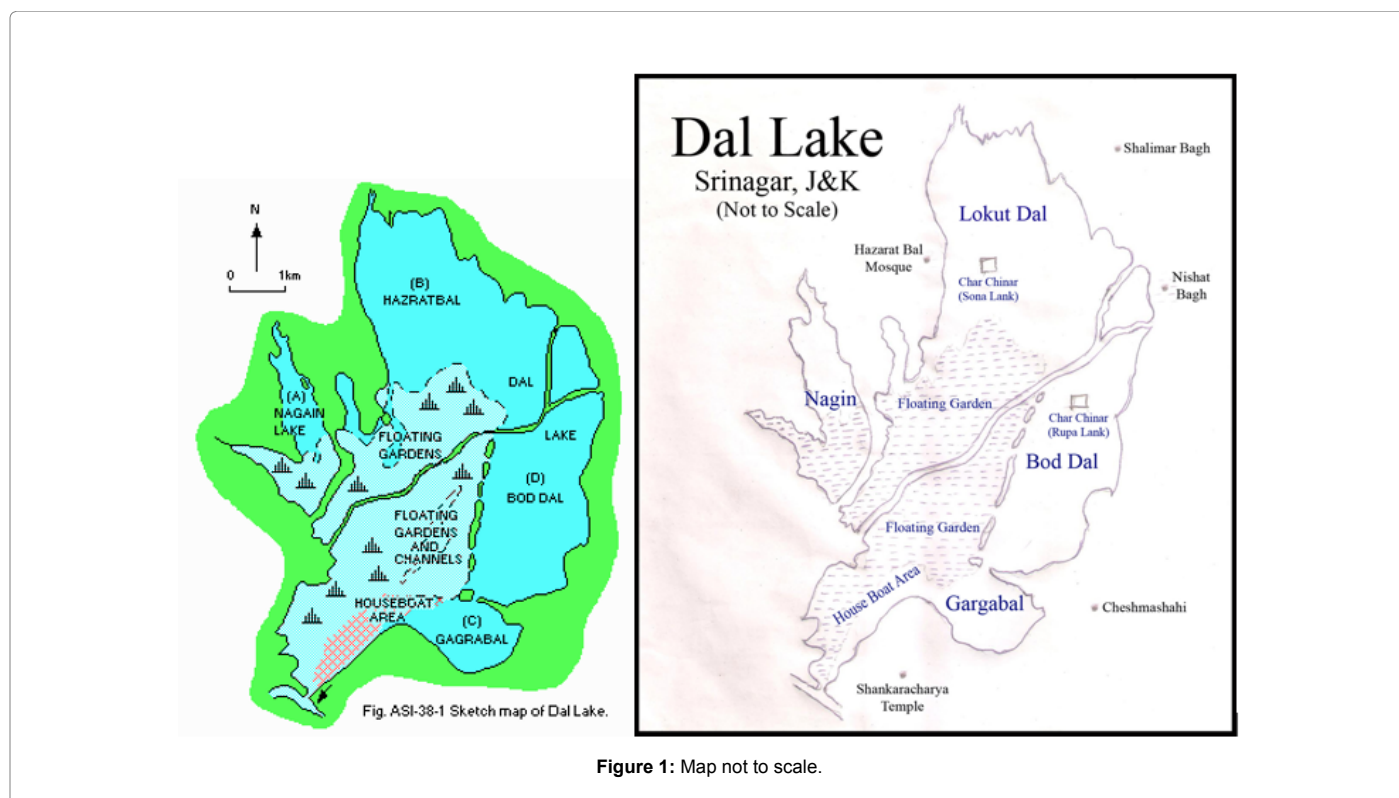 N
0 1km
(B)
HAZRATBAL
(A)
NAGAIN
LAKE
DAL
LAKE
FLOATING
GARDENS
(D)
BOD DAL
FLOATING
GARDENS
AND
CHANNELS
HOUSEBOAT
AREA
(C)
GAGRABAL
Fig. ASI-38-1 Sketch map of Dal Lake.
Dal Lake
Srinagar, J&K
(Not to Scale)
Shalimar Bagh
Lokut Dal
Hazarat Bal
Mosque
Char Chinar
(Sona Lank)
Nishat
Bagh
Nagin
Floating Garden
Char Chinar
(Rupa Lank)
Bod Dal
Floating Garden
House Boat Area
Gargabal
Cheshmashahi
Shankaracharya
Temple
Figure 1: Map not to scale.